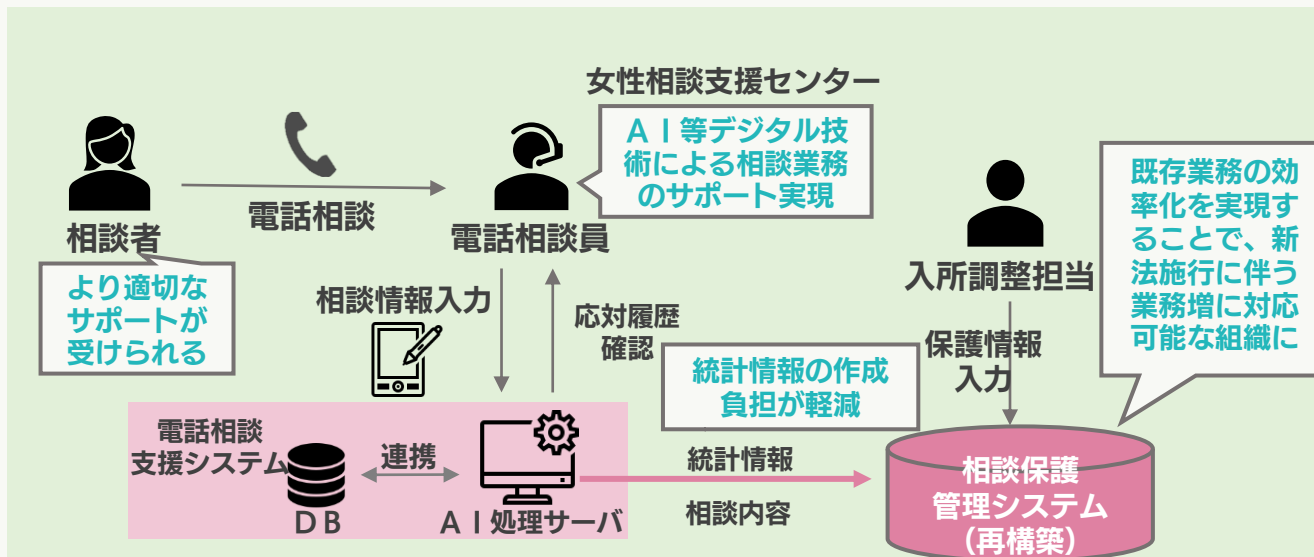 女性相談支援センター
ＡＩ等デジタル技
術による相談業務
のサポート実現
電話相談
相談者
電話相談員
より適切な
サポートが
受けられる
入所調整担当
既存業務の効
率化を実現す
ることで、新
法施行に伴う
業務増に対応
可能な組織に
相談情報入力
応対履歴
確認
保護情報
入力
統計情報の作成
負担が軽減
電話相談
支援システム
連携
ＤＢ
ＡＩ処理サーバ
統計情報
相談内容
相談保護
管理システム
（再構築）